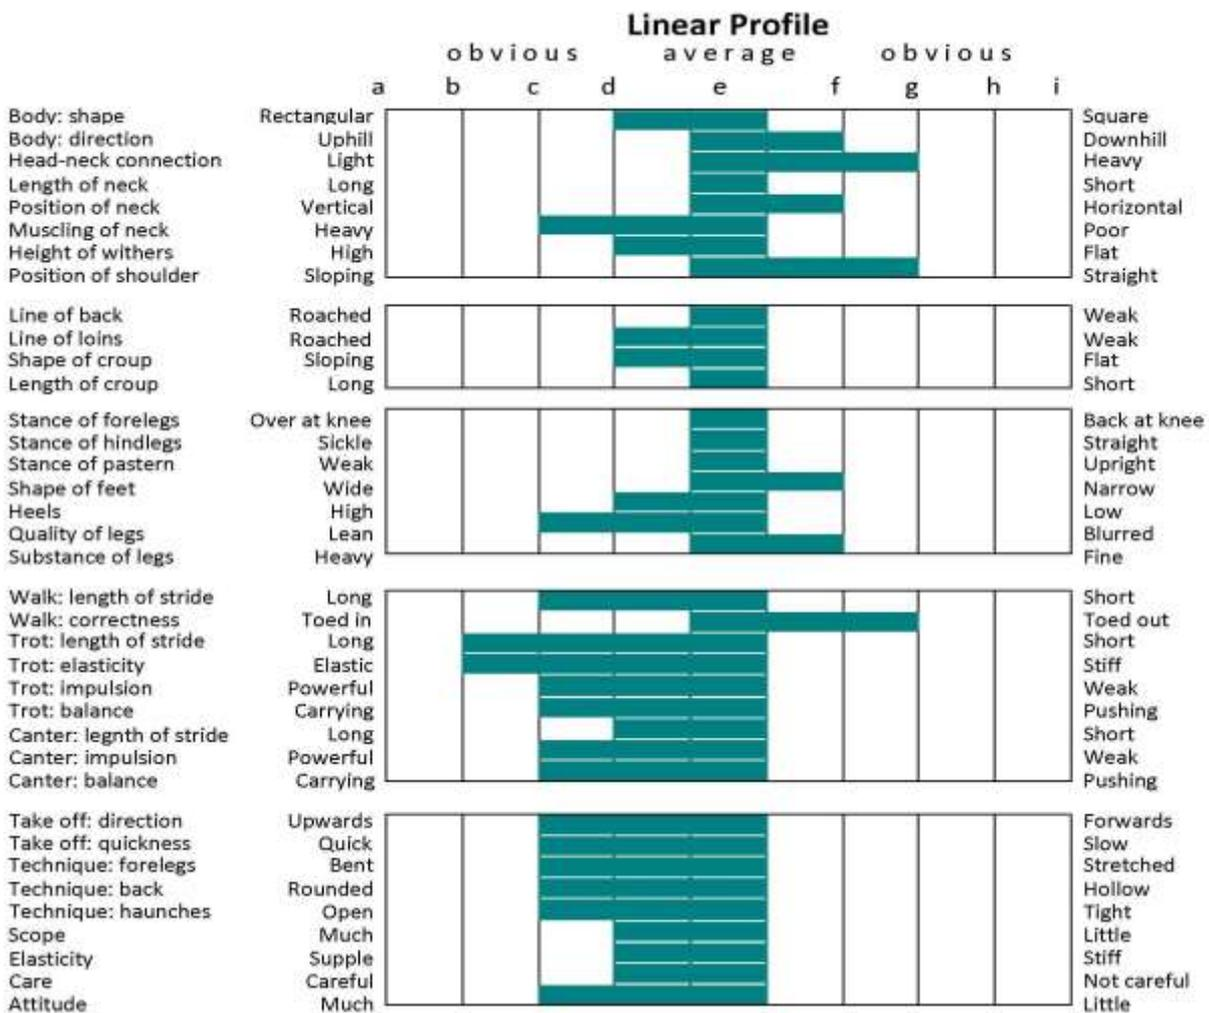 Linear Profile
obvious average obvious
a b c d e f g h i
Body: shape Rectangular Square
Body: direction Uphill Downhill
Head-neck connection Light Heavy
Length of neck Long Short
Position of neck Vertical Horizontal
Muscling of neck Heavy Poor
Height of withers High Flat
Position of shoulder Sloping Straight
Line of back Roached Weak
Line of loins Roached Weak
Shape of croup Sloping Flat
Length of croup Long Short
Stance of forelegs Over at knee Back at knee
Stance of hindlegs Sickle Straight
Stance of pastern Weak Upright
Shape of feet Wide Narrow
Heels High Low
Quality of legs Lean Blurred
Substance of legs Heavy Fine
Walk: length of stride Long Short
Walk: correctness Toed in Toed out
Trot: length of stride Long Short
Trot: elasticity Elastic Stiff
Trot: impulsion Powerful Weak
Trot: balance Carrying Pushing
Canter: legnth of stride Long Short
Canter: impulsion Powerful Weak
Canter: balance Carrying Pushing
Take off: direction Upwards Forwards
Take off: quickness Quick Slow
Technique: forelegs Bent Stretched
Technique: back Rounded Hollow
Technique: haunches Open Tight
Scope Much Little
Elasticity Supple Stiff
Care Careful Not careful
Attitude Much Little